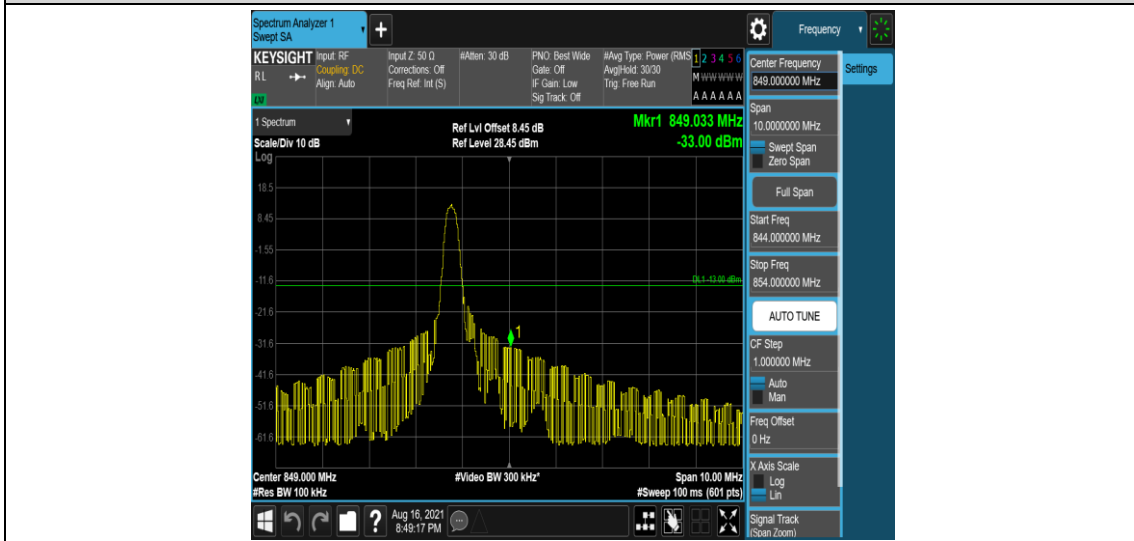 Spectrum Analyzer 1
Swept SA
+
Frequency
KEYSIGHT
RL
LXI
Input: RF
Coupling: DC
Align: Auto
Input Z: 50 Ω
Corrections: Off
Freq Ref: Int (S)
#Atten: 30 dB
PNO: Best Wide
Gate: Off
IF Gain: Low
Sig Track: Off
#Avg Type: Power (RMS
Avg|Hold: 30/30
Trig: Free Run
1 2 3 4 5 6
M W W W W W
A A A A A A
1 Spectrum
Scale/Div 10 dB
Log
Ref Lvl Offset 8.45 dB
Ref Level 28.45 dBm
Mkr1 849.033 MHz
-33.00 dBm
18.5
8.45
-1.55
-11.6
-21.6
-31.6
-41.6
-51.6
-61.6
DL1 -13.00 dBm
1
Center 849.000 MHz
#Res BW 100 kHz
#Video BW 300 kHz*
Span 10.00 MHz
#Sweep 100 ms (601 pts)
Center Frequency
849.000000 MHz
Settings
Span
10.0000000 MHz
Swept Span
Zero Span
Full Span
Start Freq
844.000000 MHz
Stop Freq
854.000000 MHz
AUTO TUNE
CF Step
1.000000 MHz
Auto
Man
Freq Offset
0 Hz
X Axis Scale
Log
Lin
Signal Track
(Span Zoom)
?
Aug 16, 2021
8:49:17 PM